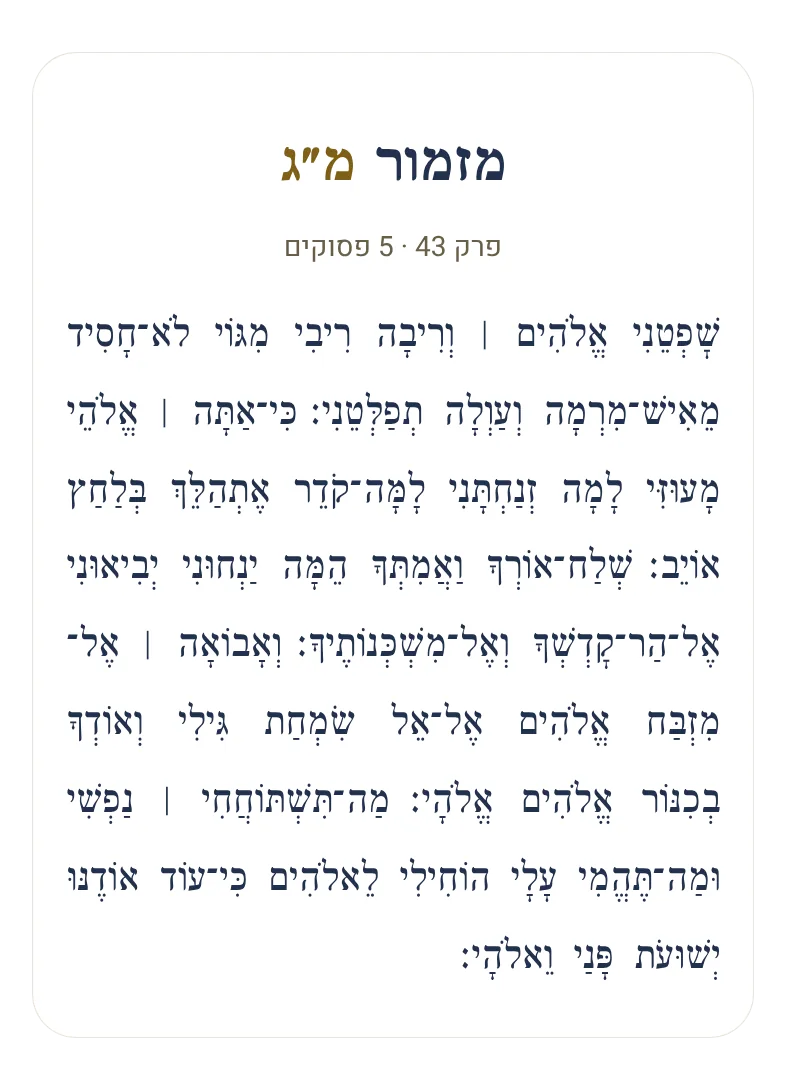 מזמור מ״ג
פרק 43 · 5 פסוקים
שָׁפְטֵנִי אֱלֹהִים | וְרִיבָה רִיבִי מִגּוֹי לֹא־חָסִיד
מֵאִישׁ־מִרְמָה וְעַוְלָה תְפַלְּטֵנִי: כִּי־אַתָּה | אֱלֹהֵי
מָעוּזִּי לָמָה זְנַחְתָּנִי לָמָּה־קֹדֵר אֶתְהַלֵּךְ בְּלַחַץ
אוֹיֵב: שְׁלַח־אוֹרְךָ וַאֲמִתְּךָ הֵמָּה יַנְחוּנִי יְבִיאוּנִי
אֶל־הַר־קָדְשְׁךָ וְאֶל־מִשְׁכְּנוֹתֶיךָ: וְאָבוֹאָה | אֶל־
מִזְבַּח אֱלֹהִים אֶל־אֵל שִׂמְחַת גִּילִי וְאוֹדְךָ
בְכִנּוֹר אֱלֹהִים אֱלֹהָי: מַה־תִּשְׁתּוֹחֲחִי | נַפְשִׁי
וּמַה־תֶּהֱמִי עָלָי הוֹחִילִי לֵאלֹהִים כִּי־עוֹד אוֹדֶנּוּ
יְשׁוּעֹת פָּנַי וֵאלֹהָי: